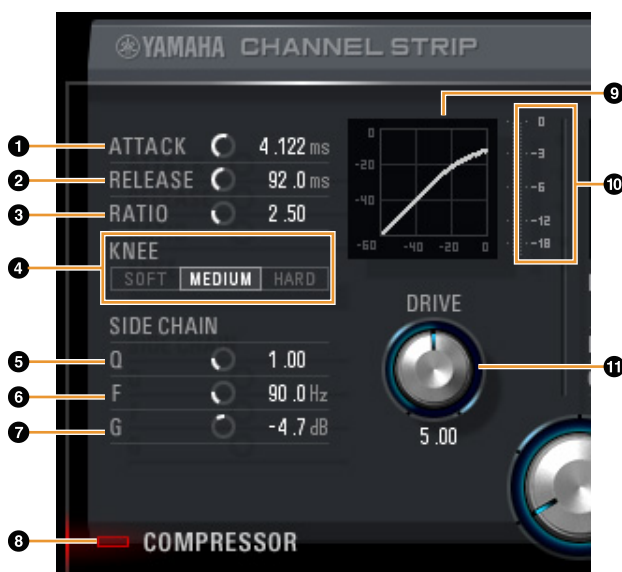 YAMAHA CHANNEL STRIP
9
1 ATTACK 4.122 ms
2 RELEASE 92.0 ms
3 RATIO 2.50
4 KNEE
SOFT MEDIUM HARD
SIDE CHAIN
5 Q 1.00
6 F 90.0 Hz
7 G -4.7 dB
8 COMPRESSOR
0
-20
-40
-60 -40 -20 0
0
-3
-6
-12
-18
10
DRIVE
11
5.00